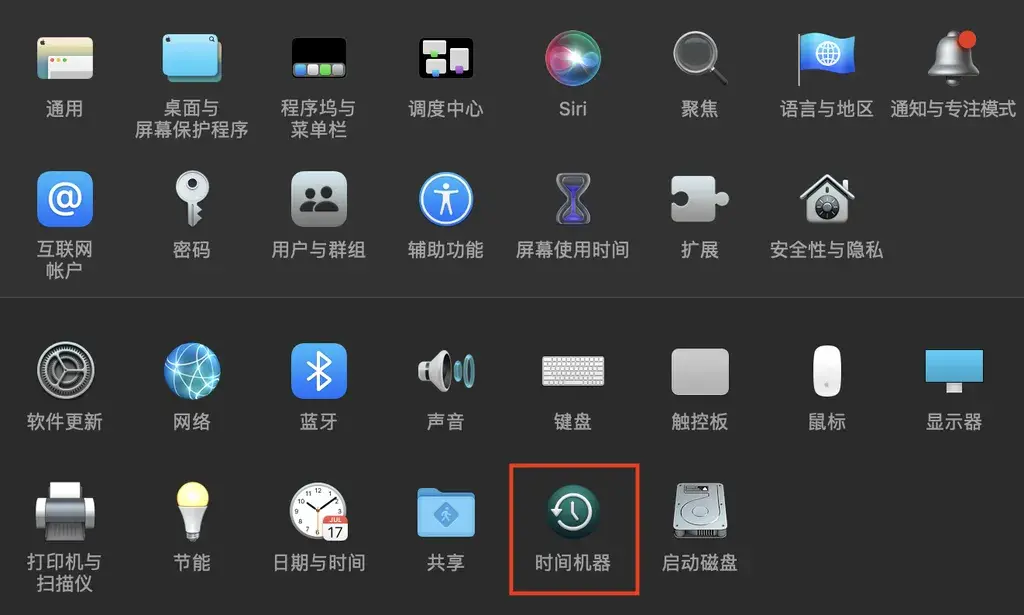 通用
桌面与
屏幕保护程序
程序坞与
菜单栏
调度中心
Siri
聚焦
语言与地区
通知与专注模式
@
互联网
帐户
密码
用户与群组
辅助功能
屏幕使用时间
扩展
安全性与隐私
软件更新
网络
蓝牙
声音
键盘
触控板
鼠标
显示器
打印机与
扫描仪
节能
JUL
17
日期与时间
共享
时间机器
启动磁盘